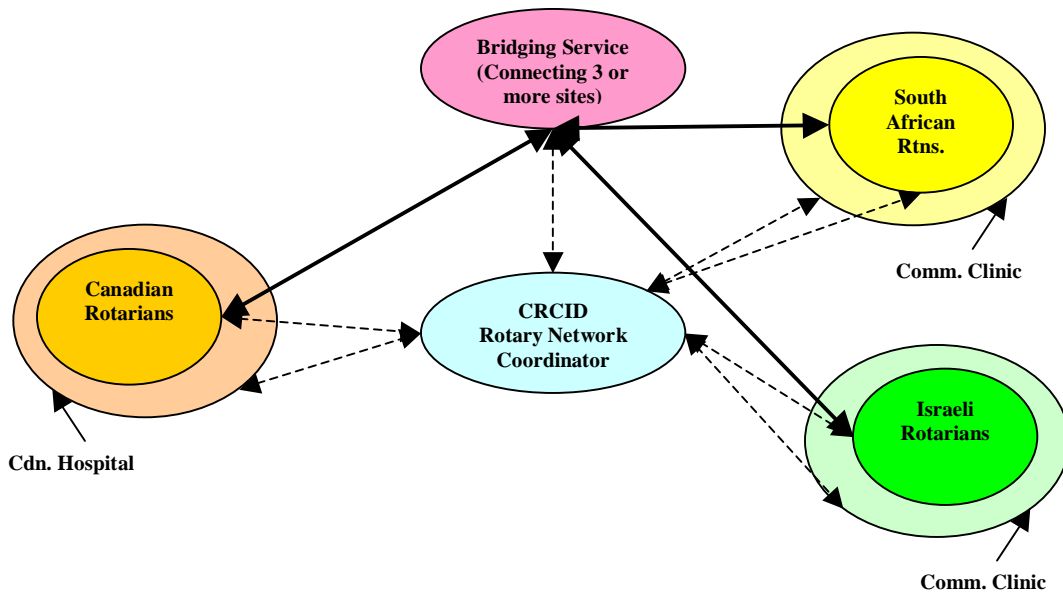 Bridging Service
(Connecting 3 or
more sites)
South
African
Rtns.
Comm. Clinic
Canadian
Rotarians
CRCID
Rotary Network
Coordinator
Cdn. Hospital
Israeli
Rotarians
Comm. Clinic